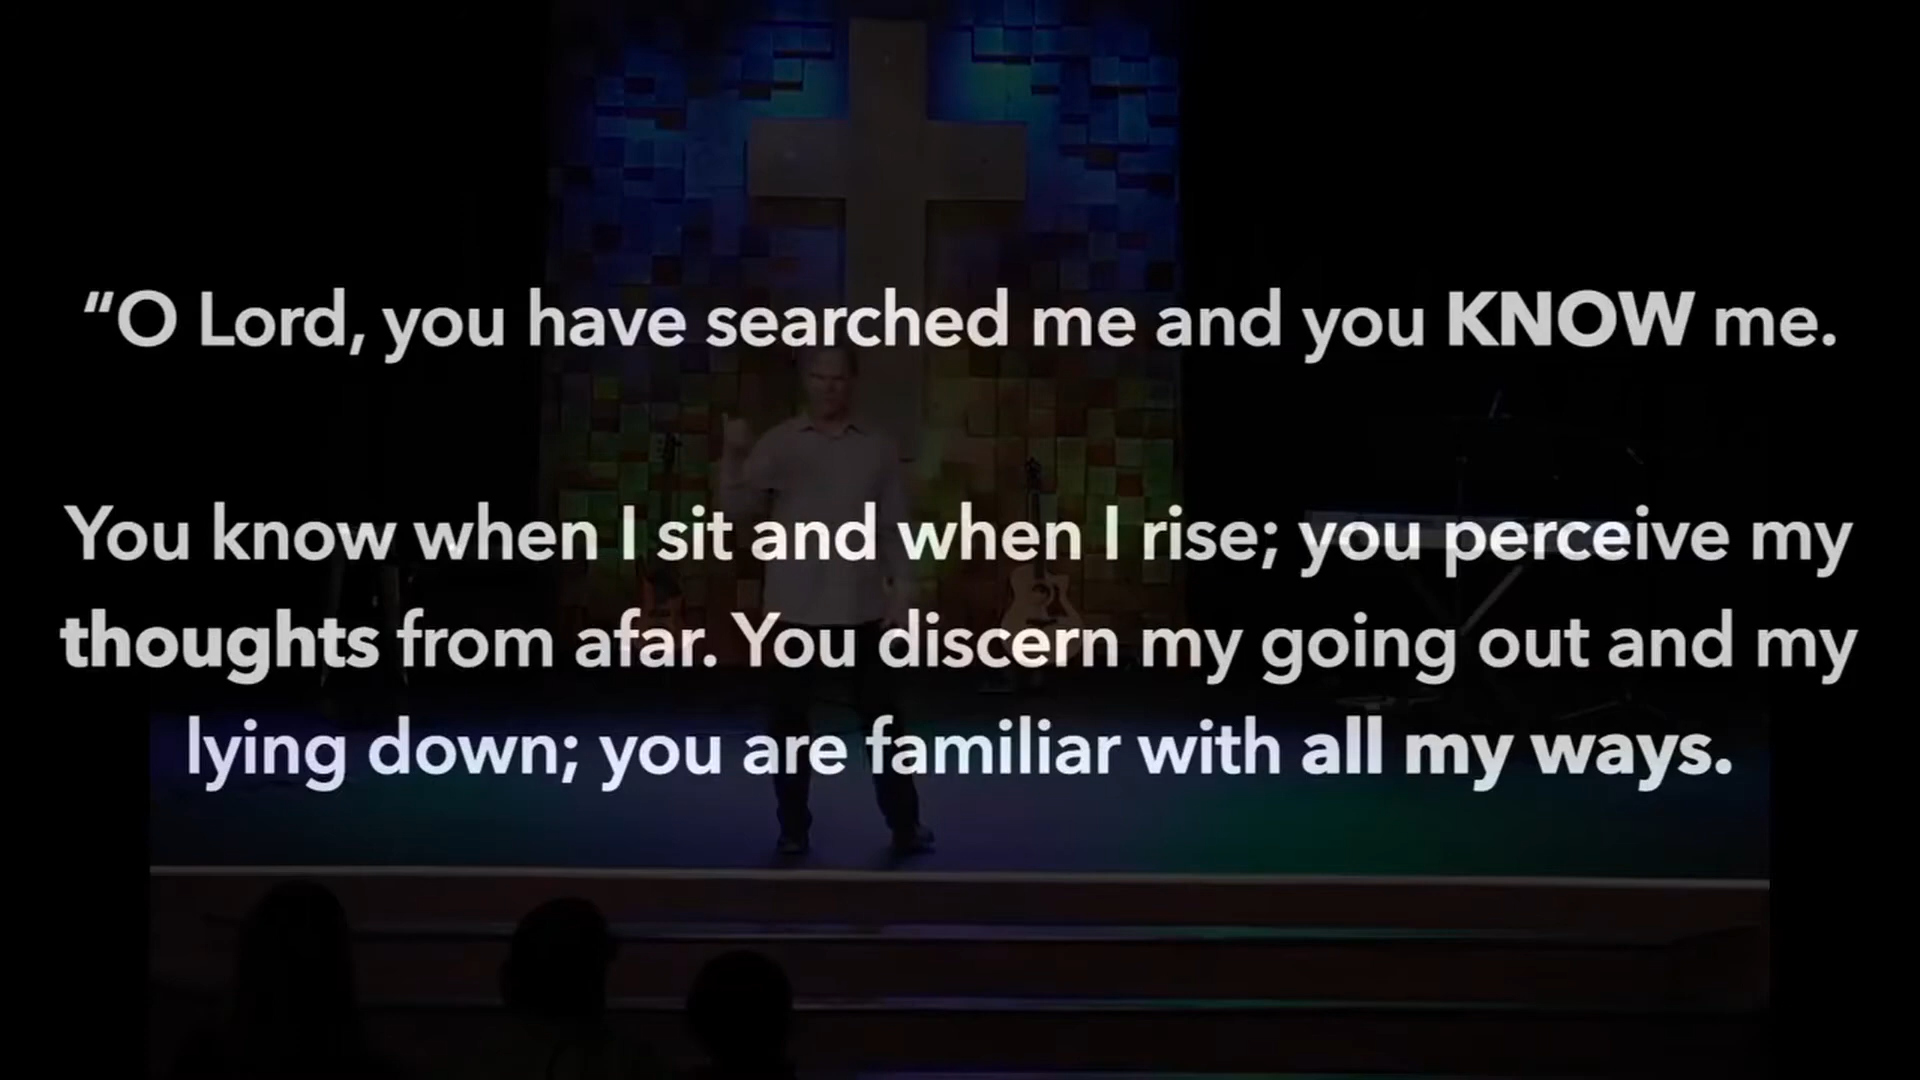 “O Lord, you have searched me and you KNOW me.
You know when I sit and when I rise; you perceive my
thoughts from afar. You discern my going out and my
lying down; you are familiar with all my ways.